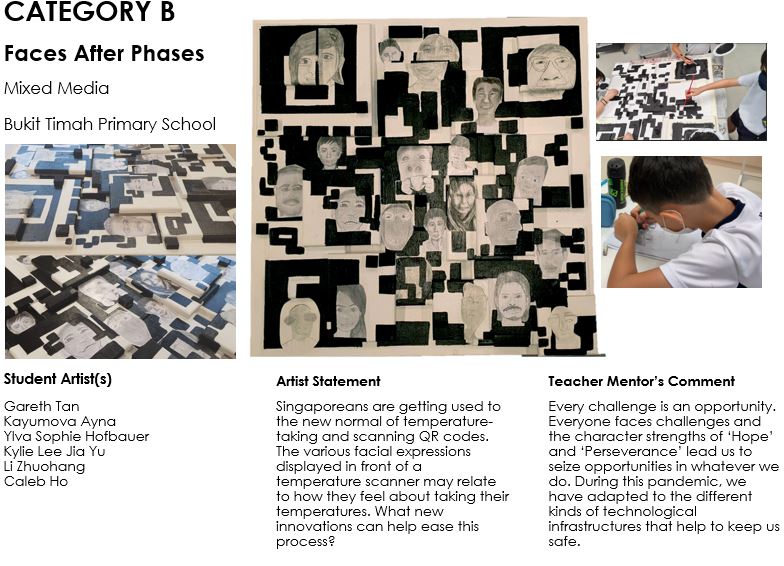 CATEGORY B
Faces After Phases
Mixed Media
Bukit Timah Primary School
Student Artist(s)
Gareth Tan
Kayumova Ayna
Ylva Sophie Hofbauer
Kylie Lee Jia Yu
Li Zhuohang
Caleb Ho
Artist Statement
Singaporeans are getting used to
the new normal of temperature-
taking and scanning QR codes.
The various facial expressions
displayed in front of a
temperature scanner may relate
to how they feel about taking their
temperatures. What new
innovations can help ease this
process?
Teacher Mentor’s Comment
Every challenge is an opportunity.
Everyone faces challenges and
the character strengths of ‘Hope’
and ‘Perseverance’ lead us to
seize opportunities in whatever we
do. During this pandemic, we
have adapted to the different
kinds of technological
infrastructures that help to keep us
safe.